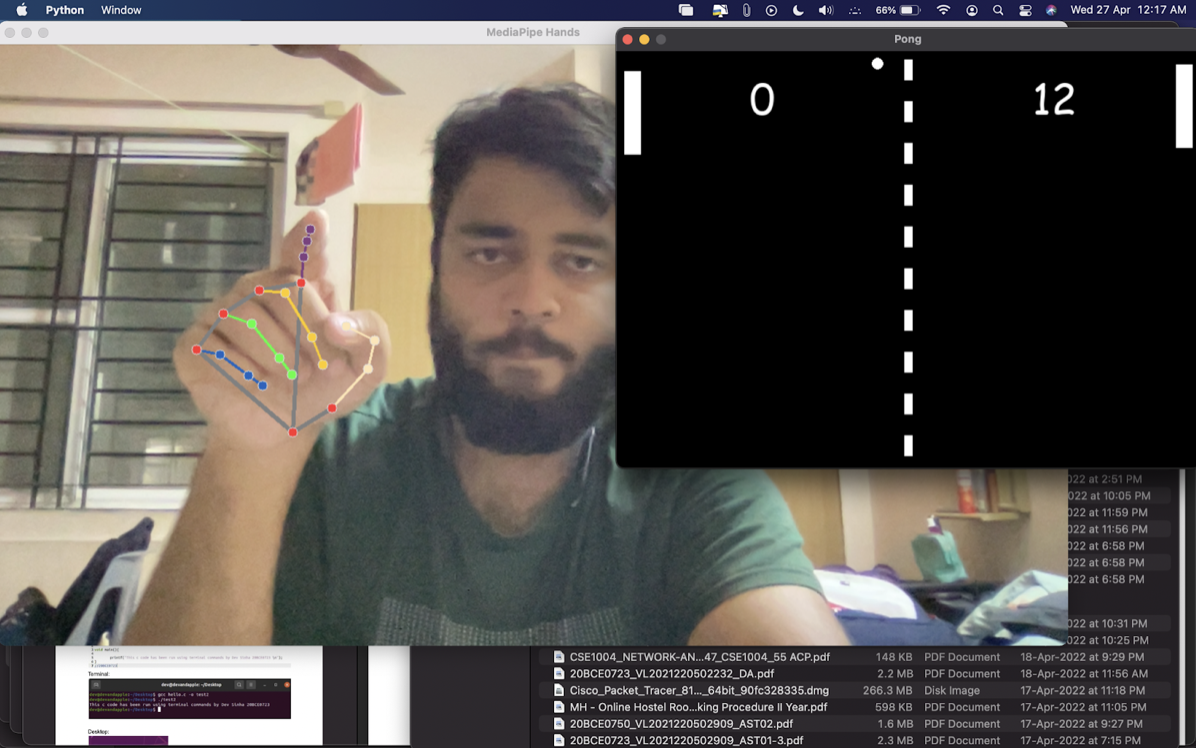 Python Window
66%
Wed 27 Apr 12:17 AM
MediaPipe Hands
Pong
0
12
022 at 2:51 PM
022 at 10:05 PM
022 at 11:59 PM
022 at 11:56 PM
022 at 6:58 PM
022 at 6:58 PM
022 at 6:58 PM
022 at 10:31 PM
022 at 10:25 PM
CSE1004_NETWORK-AN...47_CSE1004_55 ACP.pdf 148 KB PDF Document 18-Apr-2022 at 9:29 PM
20BCE0723_VL2021220502232_DA.pdf 2.2 MB PDF Document 18-Apr-2022 at 11:56 AM
Cisco_Packet_Tracer_81..._64bit_90fc328335.dmg 266.3 MB Disk Image 17-Apr-2022 at 11:18 PM
MH - Online Hostel Roo...king Procedure II Year.pdf 598 KB PDF Document 17-Apr-2022 at 11:05 PM
20BCE0750_VL2021220502909_AST02.pdf 1.6 MB PDF Document 17-Apr-2022 at 9:27 PM
20BCE0723_VL2021220502909_AST01-3.pdf 2.3 MB PDF Document 17-Apr-2022 at 7:15 PM
Terminal:
dev@devandapples: ~/Desktop
Desktop: